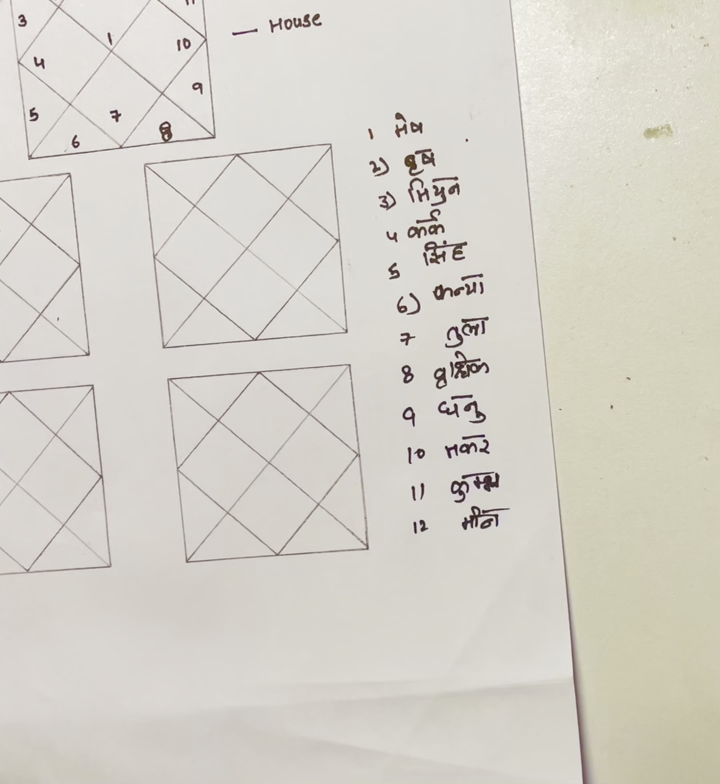 11
3
— House
1
10
4
9
5
7
8
6
1 मेष
2) वृष
3) मिथुन
4 कर्क
5 सिंह
6) कन्या
7 तुला
8 वृश्चिक
9 धनु
10 मकर
11 कुम्भ
12 मीन